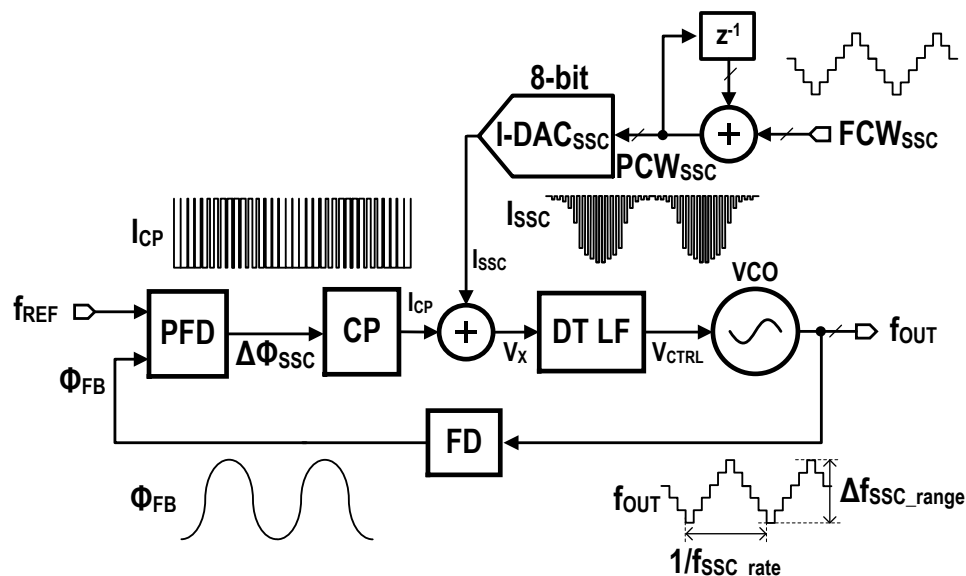 z-1
8-bit
I-DACSSC
PCWSSC
FCWSSC
ICP
ISSC
ISSC
VCO
fREF
PFD
ΔΦSSC
CP
ICP
+
+
VX
DT LF
VCTRL
fOUT
ΦFB
FD
ΦFB
fOUT
ΔfSSC_range
1/fSSC_rate